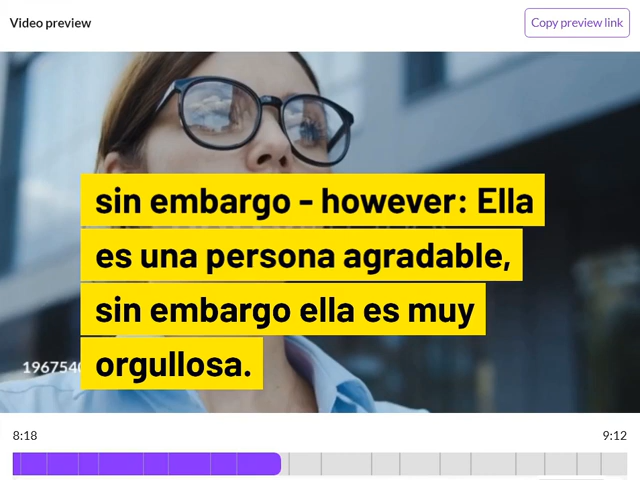 Video preview
Copy preview link
sin embargo - however: Ella
es una persona agradable,
sin embargo ella es muy
orgullosa.
8:18
9:12